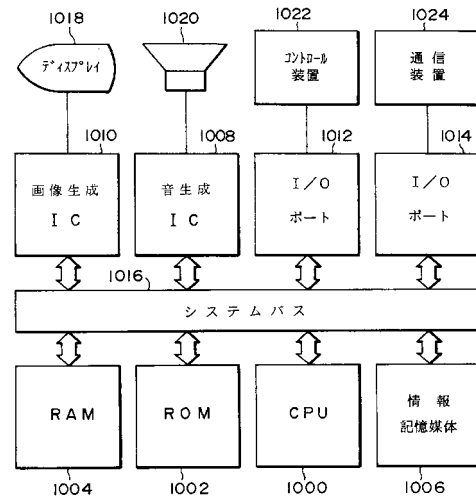 1018
1020
1022
1024
ディスプレイ
コントロール
装置
通信
装置
1010
1008
1012
1014
画像生成
IC
音生成
IC
I/O
ポート
I/O
ポート
1016
システムバス
RAM
ROM
CPU
情報
記憶媒体
1004
1002
1000
1006